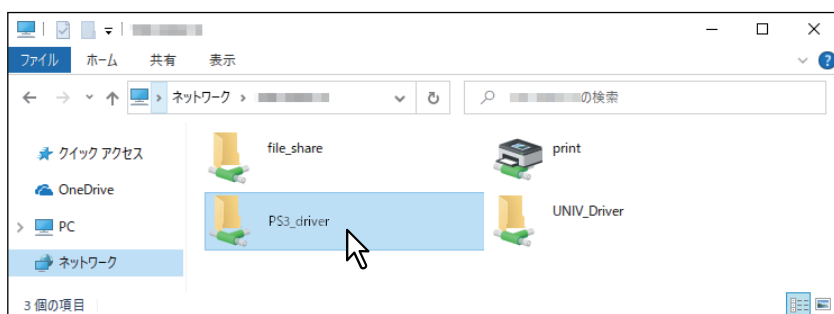 ファイル ホーム 共有 表示
ネットワーク の検索
クイック アクセス
OneDrive
PC
ネットワーク
file_share print
PS3_driver UNIV_Driver
3 個の項目